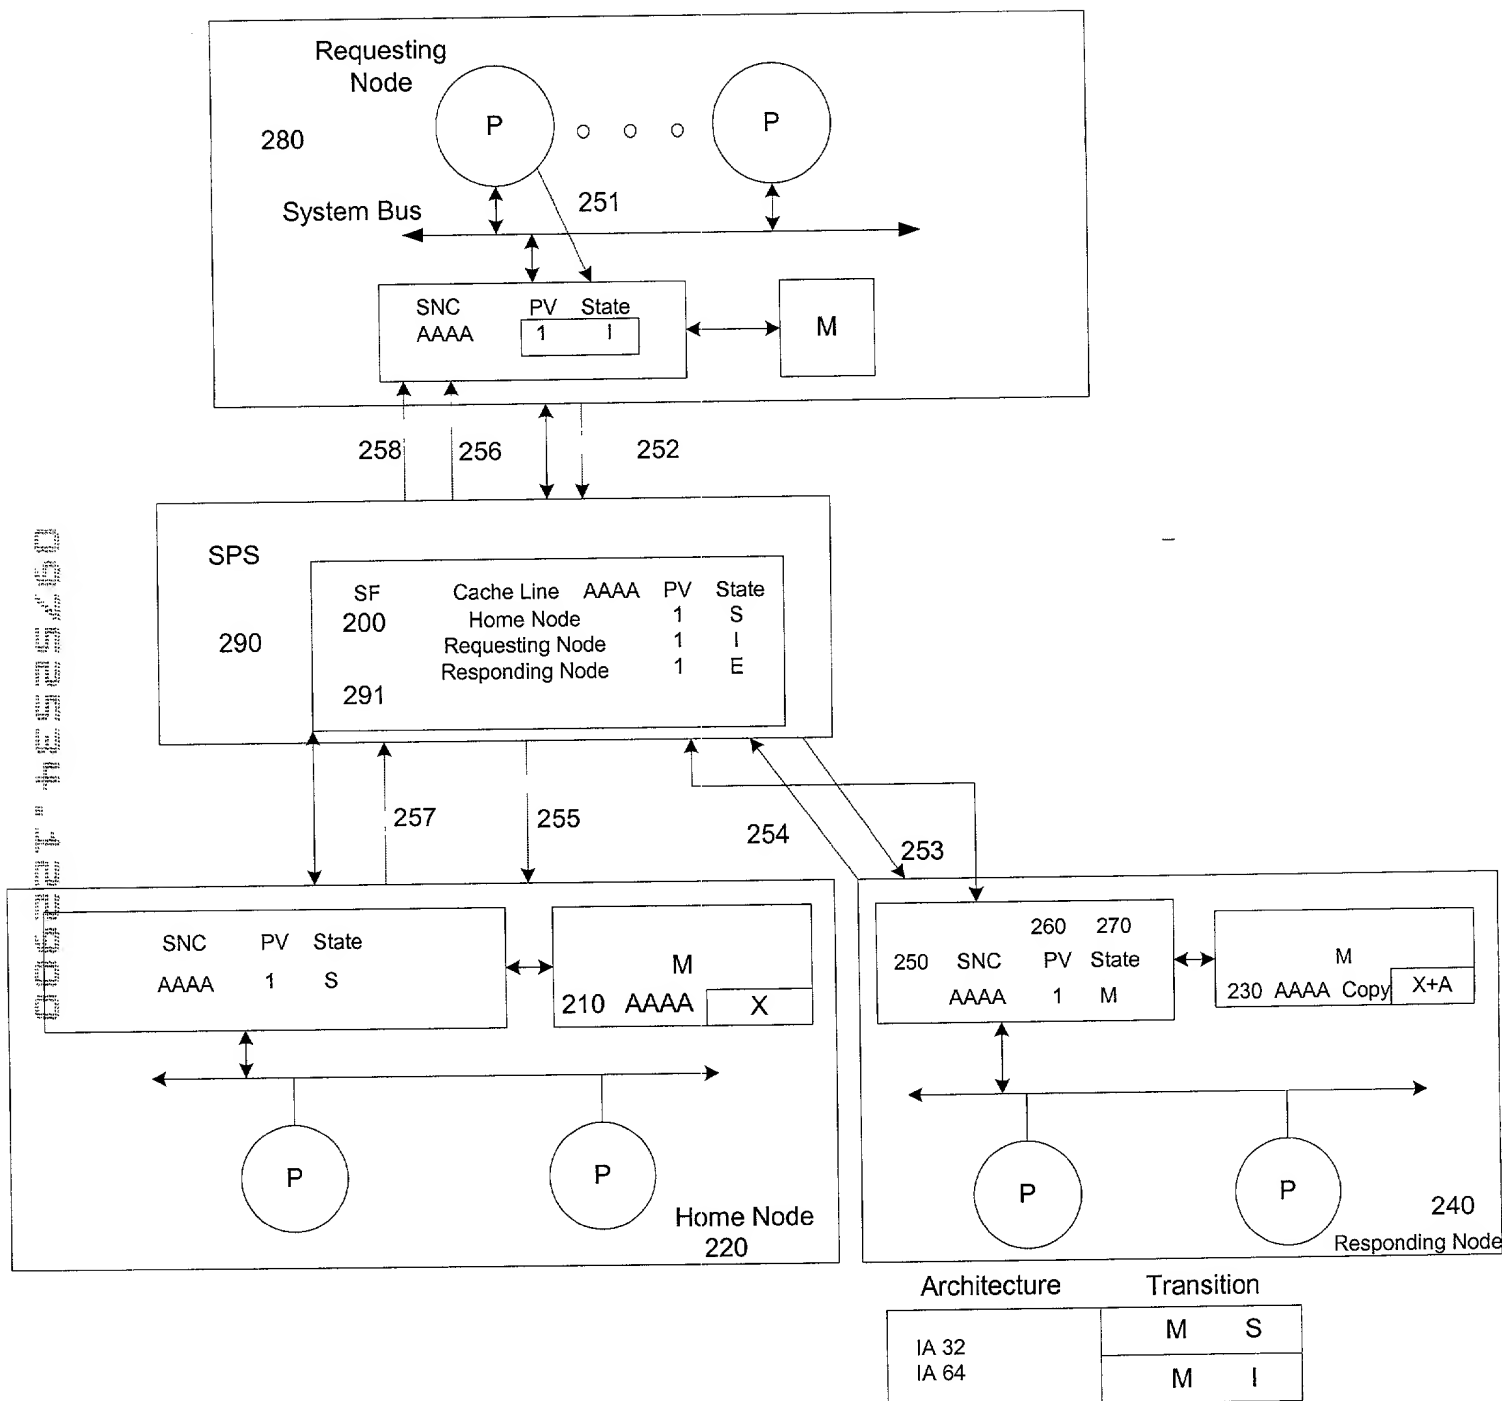 Requesting
Node
280
P
P
System Bus
251
SNC PV State
AAAA 1 I
M
258
256
252
SPS
290
SF Cache Line AAAA PV State
200 Home Node 1 S
Requesting Node 1 I
Responding Node 1 E
291
257
255
254
253
SNC PV State
AAAA 1 S
M
210 AAAA X
260 270
250 SNC PV State
AAAA 1 M
M
230 AAAA Copy X+A
P
P
Home Node
220
P
P
240
Responding Node
Architecture Transition
IA 32 M S
IA 64 M I